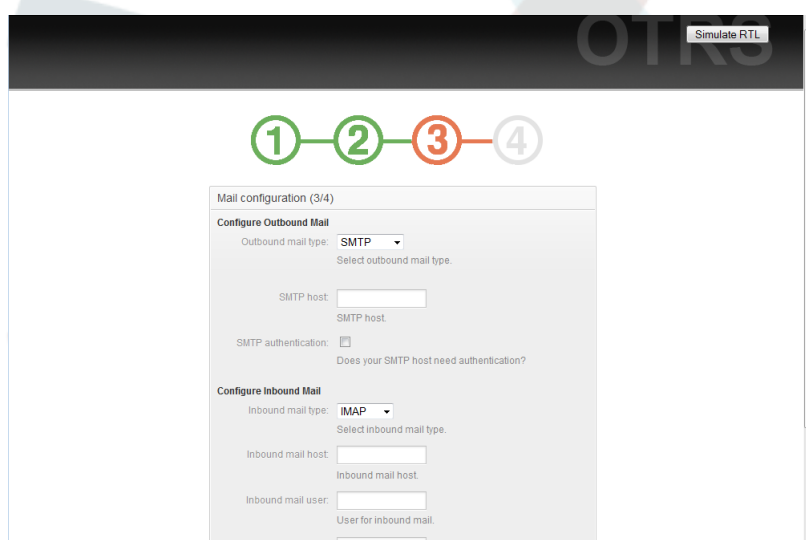 OTRS
Simulate RTL
1 2 3 4
Mail configuration (3/4)
Configure Outbound Mail
Outbound mail type: SMTP
Select outbound mail type.
SMTP host:
SMTP host.
SMTP authentication:
Does your SMTP host need authentication?
Configure Inbound Mail
Inbound mail type: IMAP
Select inbound mail type.
Inbound mail host:
Inbound mail host.
Inbound mail user:
User for inbound mail.